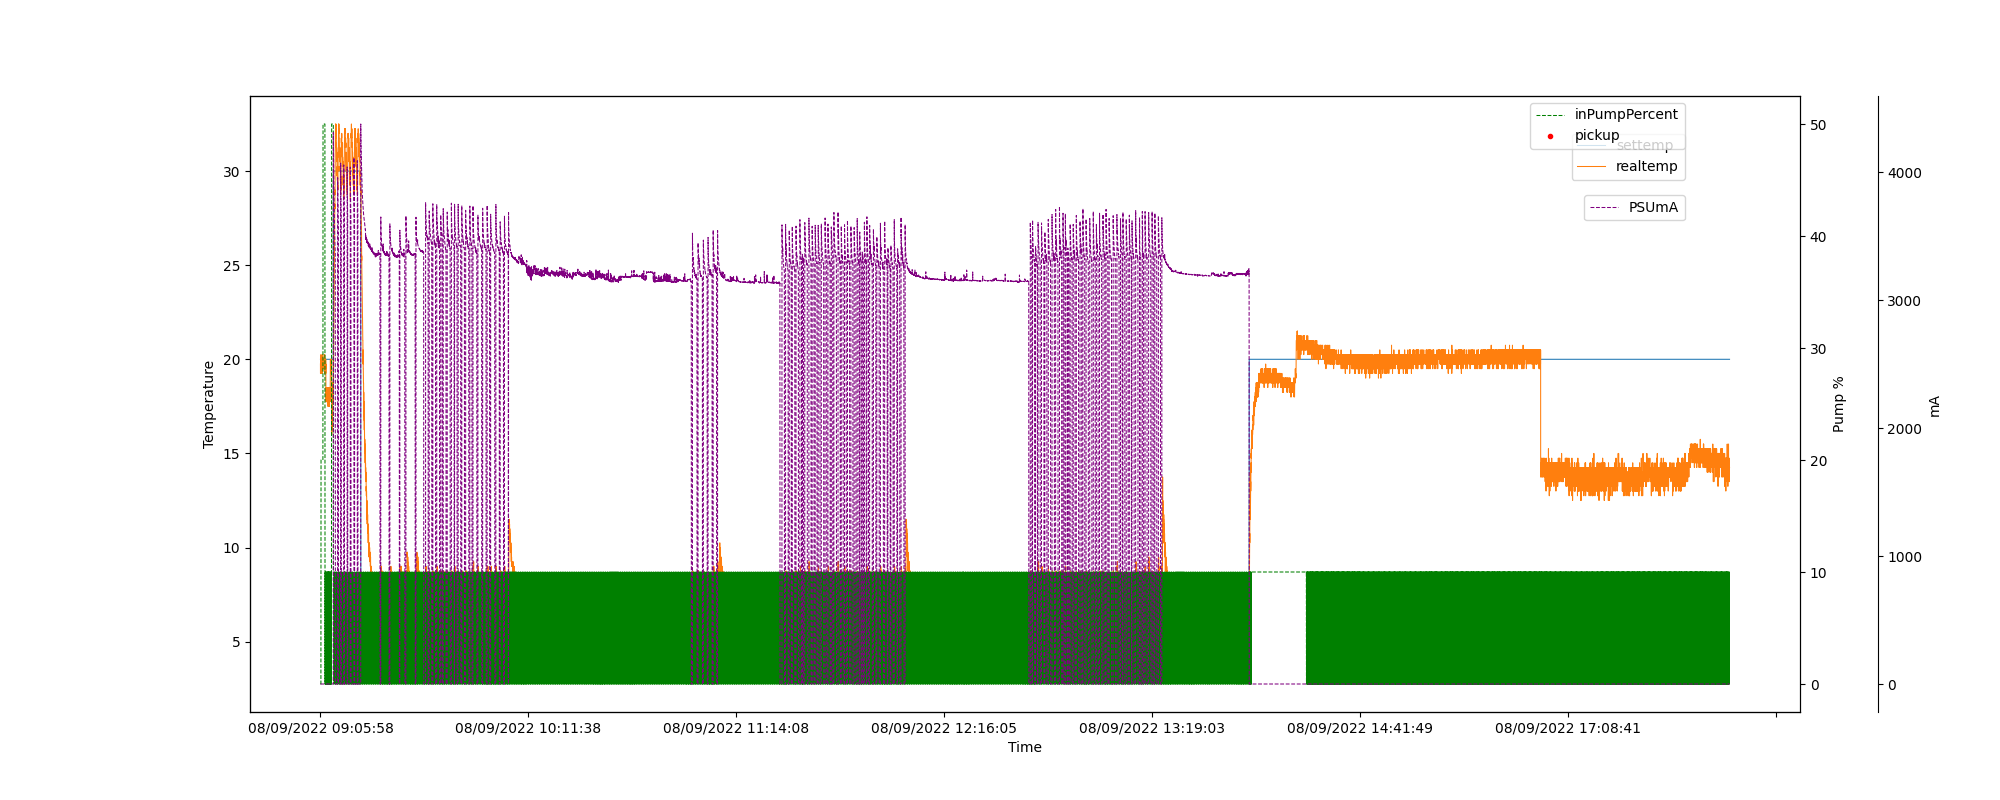 inPumpPercent
pickup
settemp
realtemp
PSUmA
30
25
20
15
10
5
Temperature
50
40
30
20
10
0
Pump %
4000
3000
2000
1000
0
mA
08/09/2022 09:05:58
08/09/2022 10:11:38
08/09/2022 11:14:08
08/09/2022 12:16:05
08/09/2022 13:19:03
08/09/2022 14:41:49
08/09/2022 17:08:41
Time